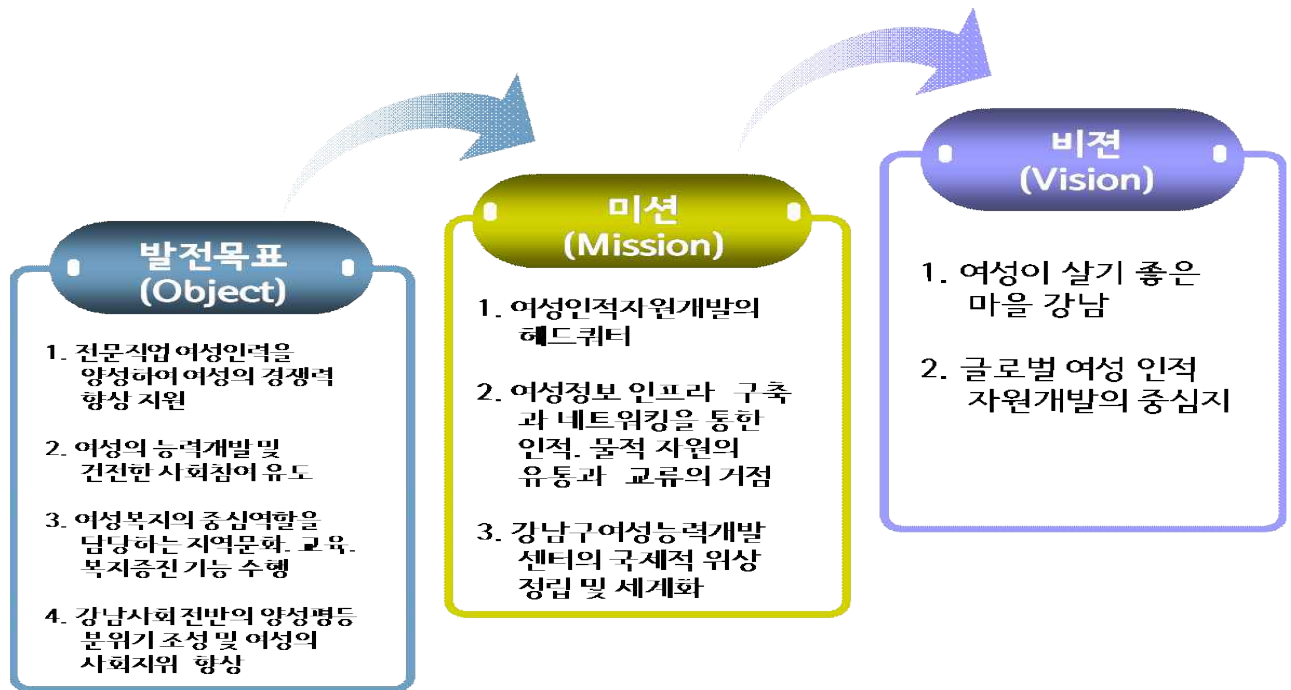 발전목표
(Object)
1. 전문직업 여성인력을
양성하여 여성의 경쟁력
향상 지원
2. 여성의 능력개발 및
건전한 사회참여 유도
3. 여성복지의 중심역할을
담당하는 지역문화. 교육.
복지증진 기능 수행
4. 강남사회전반의 양성평등
분위기 조성 및 여성의
사회지위 향상
미션
(Mission)
1. 여성인적자원개발의
헤드쿼터
2. 여성정보 인프라 구축
과 네트워킹을 통한
인적. 물적 자원의
유통과 교류의 거점
3. 강남구여성능력개발
센터의 국제적 위상
정립 및 세계화
비젼
(Vision)
1. 여성이 살기 좋은
마을 강남
2. 글로벌 여성 인적
자원개발의 중심지